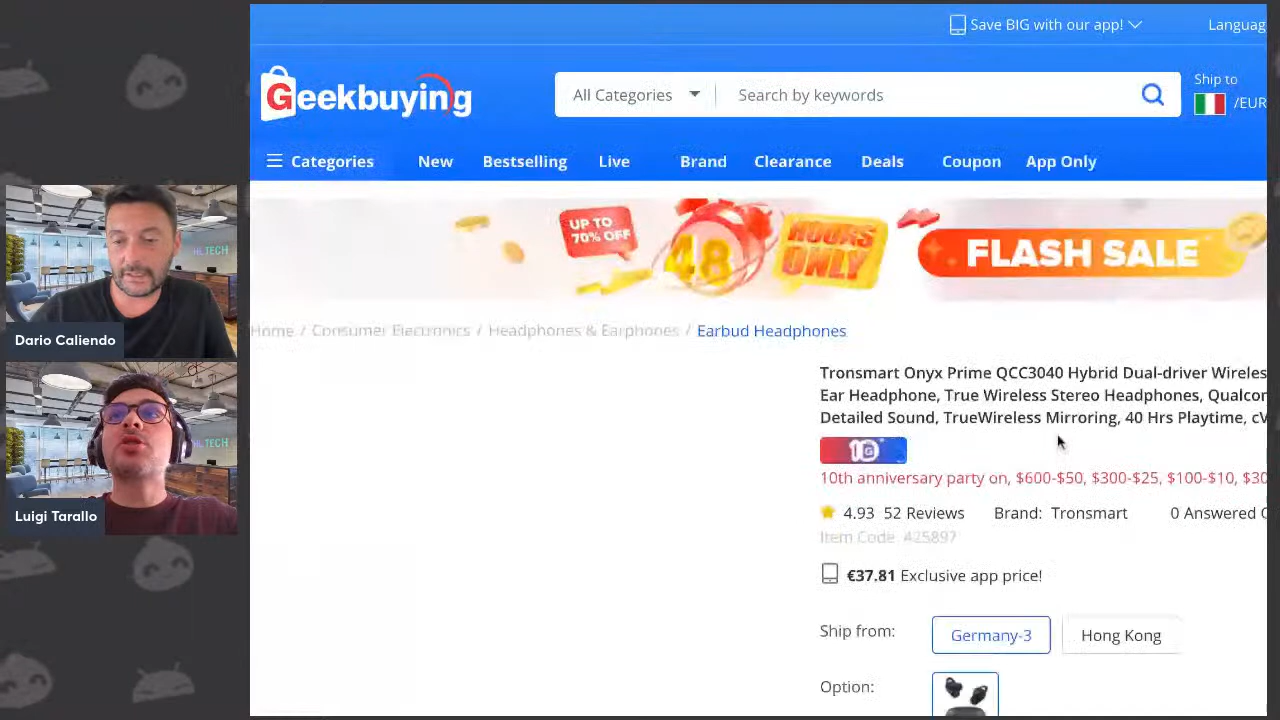 Save BIG with our app!
Languag
Geekbuying
All Categories
Search by keywords
Ship to
/EUR
Categories
New
Bestselling
Live
Brand
Clearance
Deals
Coupon
App Only
UP TO
70% OFF
48
HOURS
ONLY
FLASH SALE
Home / Consumer Electronics / Headphones & Earphones / Earbud Headphones
Tronsmart Onyx Prime QCC3040 Hybrid Dual-driver Wireles
Ear Headphone, True Wireless Stereo Headphones, Qualcor
Detailed Sound, TrueWireless Mirroring, 40 Hrs Playtime, cV
10
10th anniversary party on, $600-$50, $300-$25, $100-$10, $30
4.93 52 Reviews Brand: Tronsmart 0 Answered
Item Code 425897
€37.81 Exclusive app price!
Ship from:
Germany-3
Hong Kong
Option:
TECH
Dario Caliendo
TECH
Luigi Tarallo